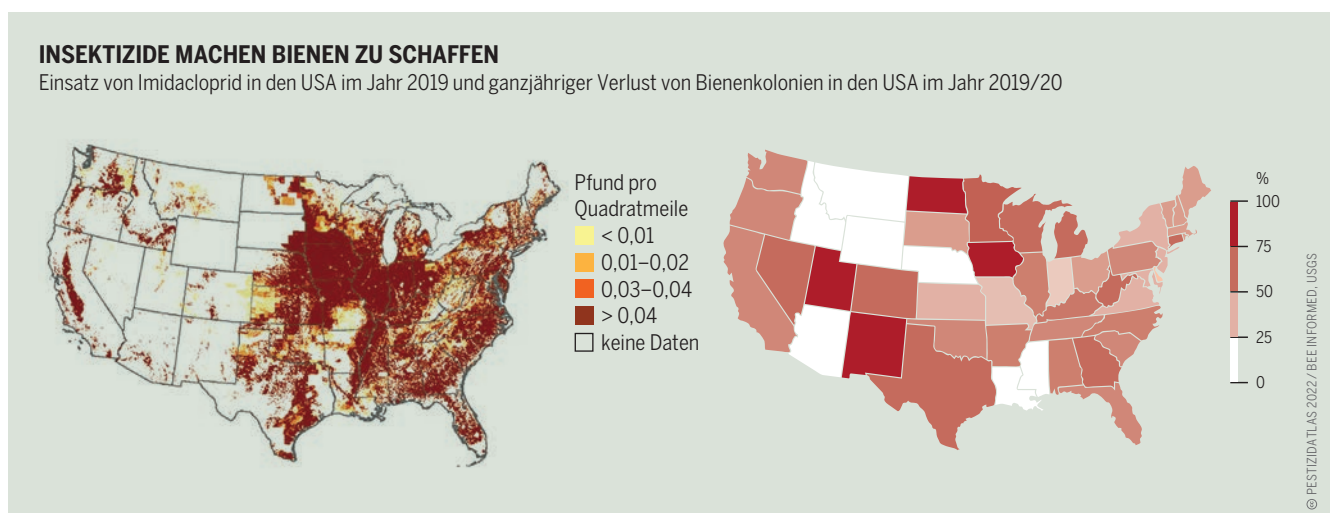 INSEKTIZIDE MACHEN BIENEN ZU SCHAFFEN
Einsatz von Imidacloprid in den USA im Jahr 2019 und ganzjähriger Verlust von Bienenkolonien in den USA im Jahr 2019/20
Pfund pro
Quadratmeile
< 0,01
0,01–0,02
0,03–0,04
> 0,04
keine Daten
%
100
75
50
25
0
PESTIZIDATLAS 2022 / BEE INFORMED, USGS